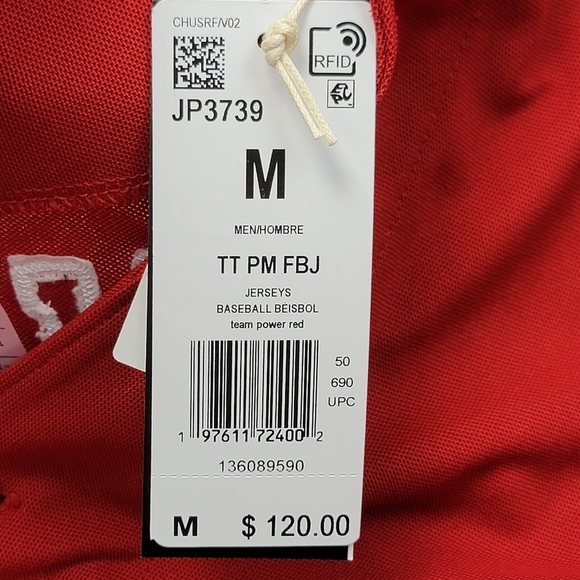 CHUSRF/V02
RFID
JP3739
M
MEN/HOMBRE
TT PM FBJ
JERSEYS
BASEBALL BÉISBOL
team power red
50
690
UPC
1 97611 72400 2
136089590
M $ 120.00